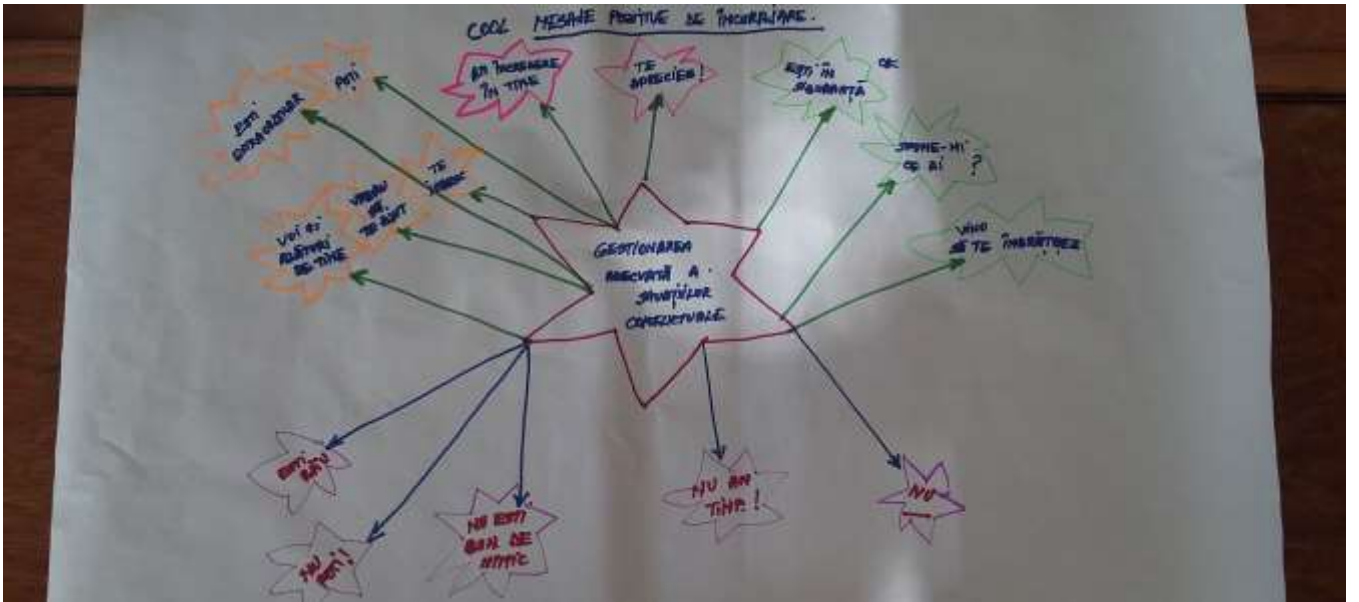 COOL MESAJE POZITIVE DE ÎNCURAJARE.
EȘTI
EXTRAORDINAR
POȚI
AM ÎNCREDERE
ÎN TINE
TE
APRECIEZ!
EȘTI ÎN
SIGURANȚĂ
OK
SPUNE-MI
CE AI ?
VINO
SĂ TE ÎMBRĂȚIȘEZ
TE
IUBESC
VREAU
SĂ
TE AJUT
VOI FI
ALĂTURI
DE TINE
GESTIONAREA
ADECVATĂ A
SITUAȚIILOR
CONFLICTUALE
EȘTI
RĂU
NU
POȚI!
NU EȘTI
BUN DE
NIMIC
NU AM
TIMP!
NU